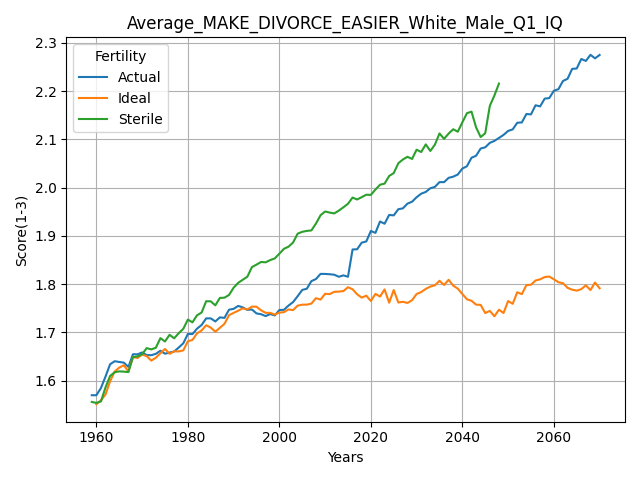 Average_MAKE_DIVORCE_EASIER_White_Male_Q1_IQ
Fertility
Actual
Ideal
Sterile
Score(1-3)
2.3
2.2
2.1
2.0
1.9
1.8
1.7
1.6
1960
1980
2000
2020
2040
2060
Years